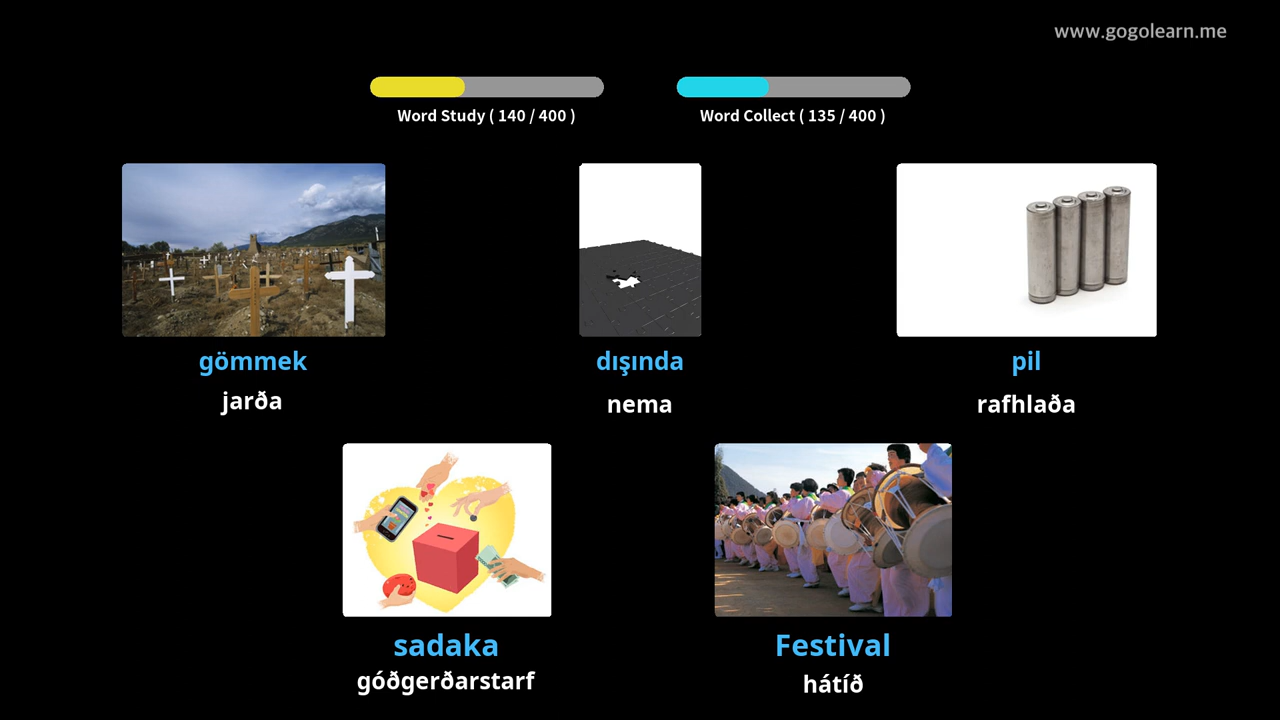 www.gogolearn.me
Word Study ( 140 / 400 )
Word Collect ( 135 / 400 )
gömmek
jarða
dışında
nema
pil
rafhlaða
sadaka
góðgerðarstarf
Festival
hátíð